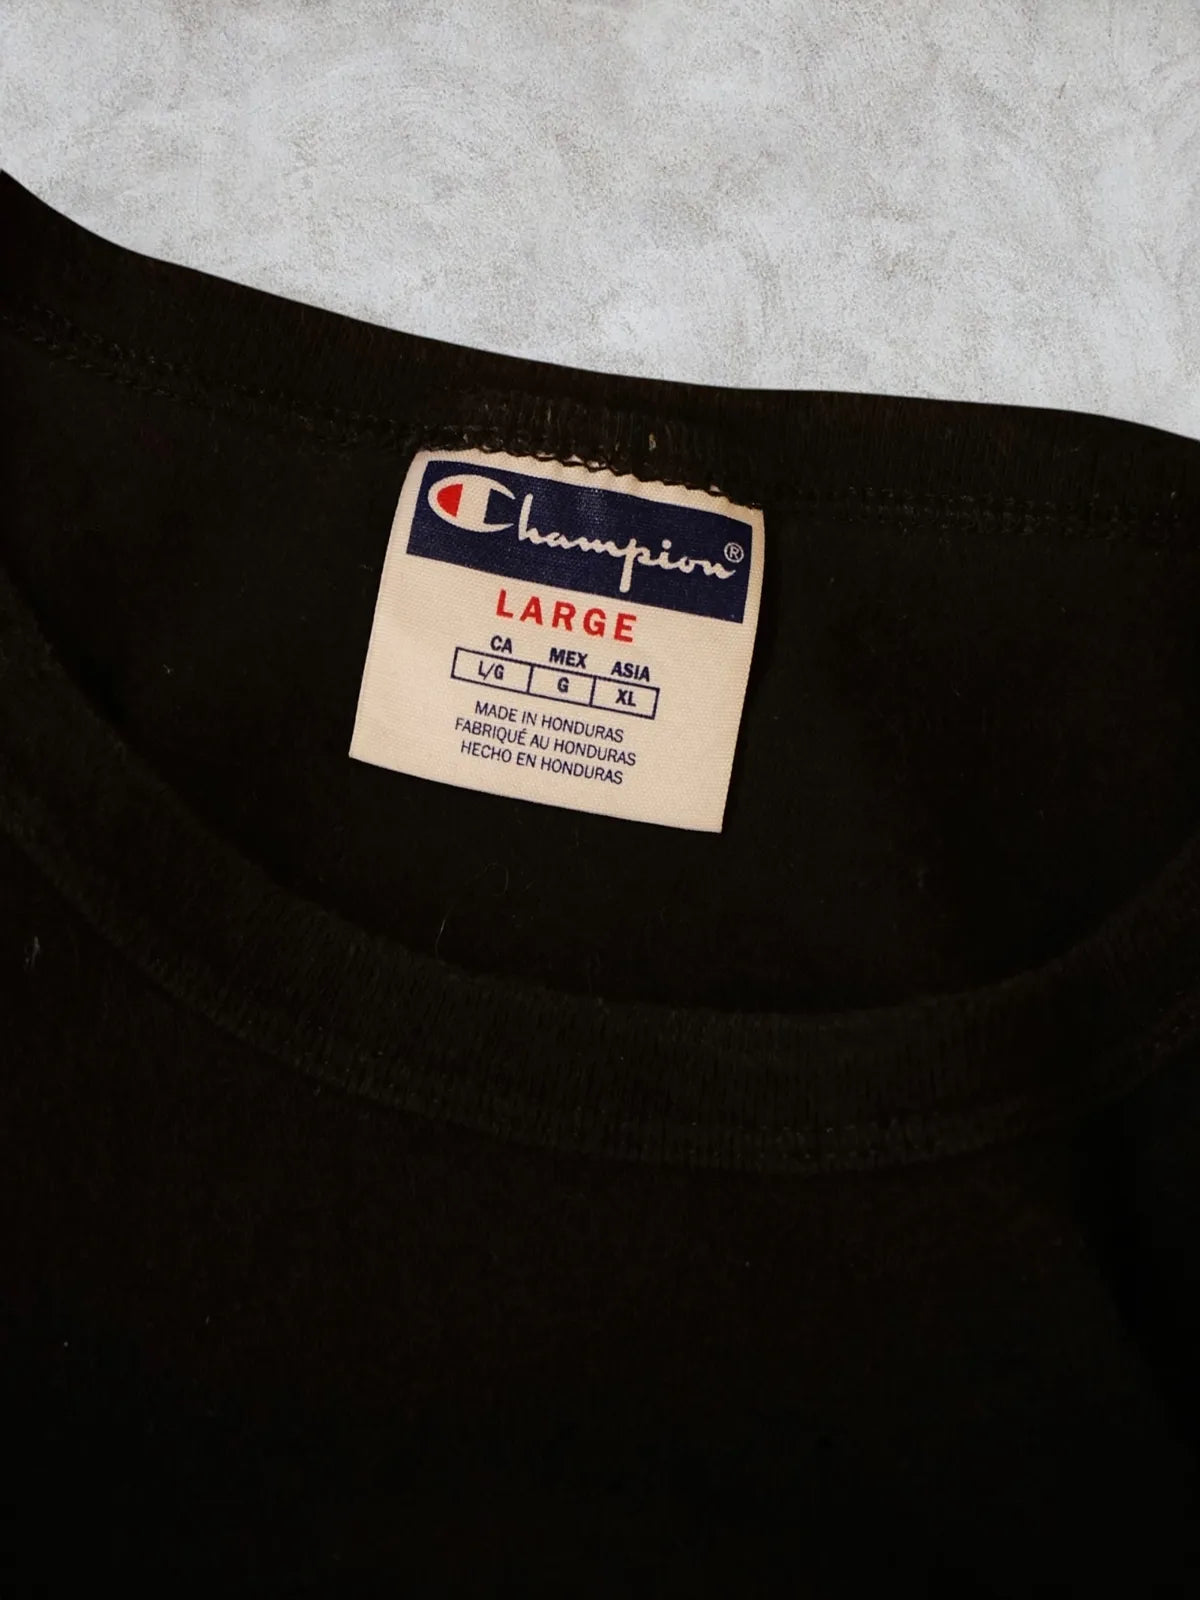 Champion®
LARGE
CA MEX ASIA
L/G G XL
MADE IN HONDURAS
FABRIQUÉ AU HONDURAS
HECHO EN HONDURAS